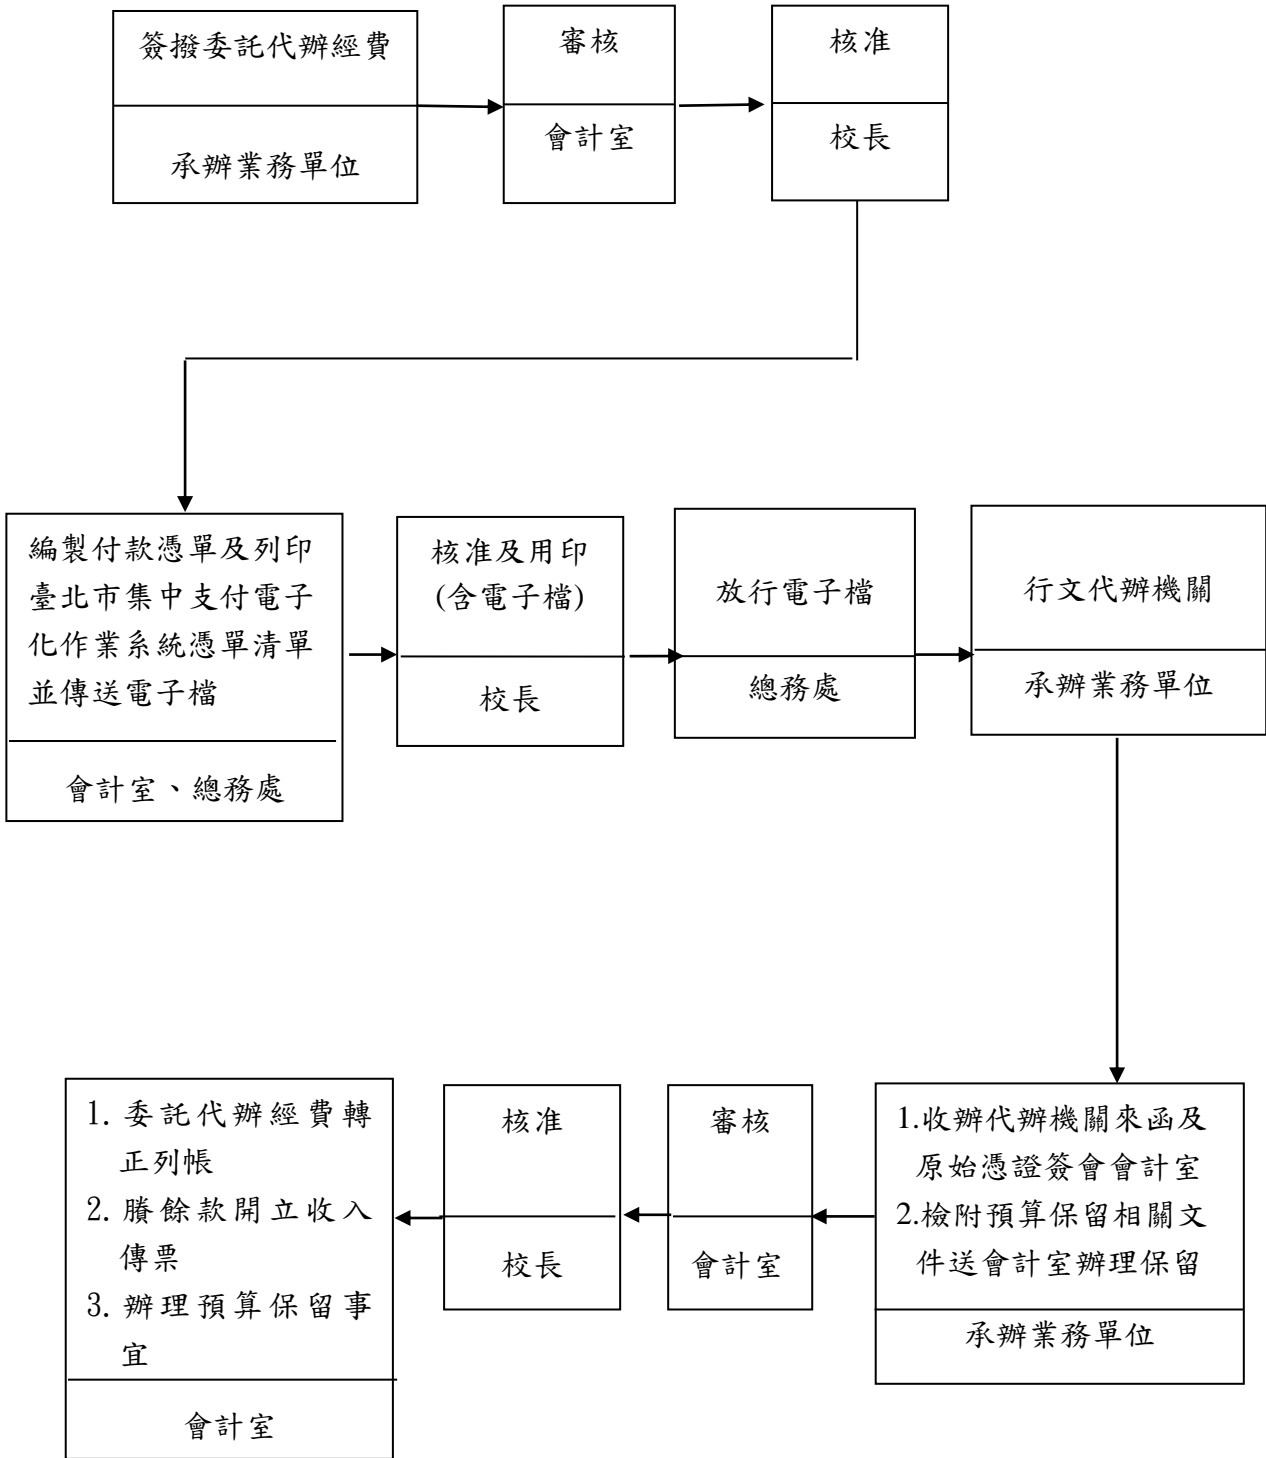 簽撥委託代辦經費
承辦業務單位
審核
會計室
核准
校長
編製付款憑單及列印
臺北市集中支付電子
化作業系統憑單清單
並傳送電子檔
會計室、總務處
核准及用印
(含電子檔)
校長
放行電子檔
總務處
行文代辦機關
承辦業務單位
1.收辦代辦機關來函及
原始憑證簽會會計室
2.檢附預算保留相關文
件送會計室辦理保留
承辦業務單位
審核
會計室
核准
校長
1. 委託代辦經費轉
正列帳
2. 賸餘款開立收入
傳票
3. 辦理預算保留事
宜
會計室